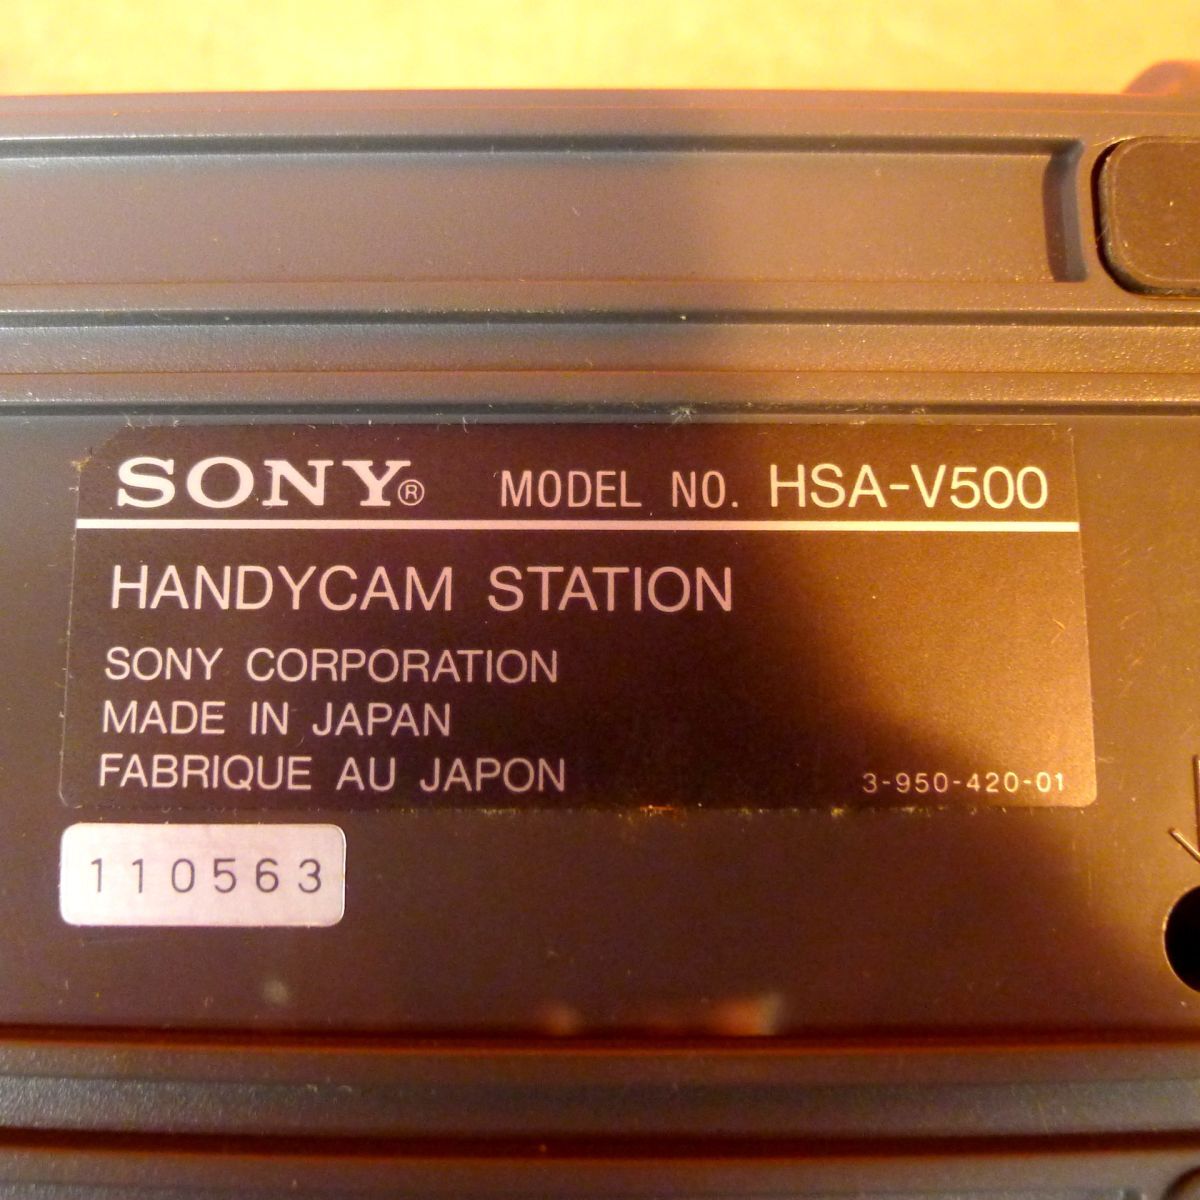 SONY® MODEL NO. HSA-V500
HANDYCAM STATION
SONY CORPORATION
MADE IN JAPAN
FABRIQUE AU JAPON
3-950-420-01
110563